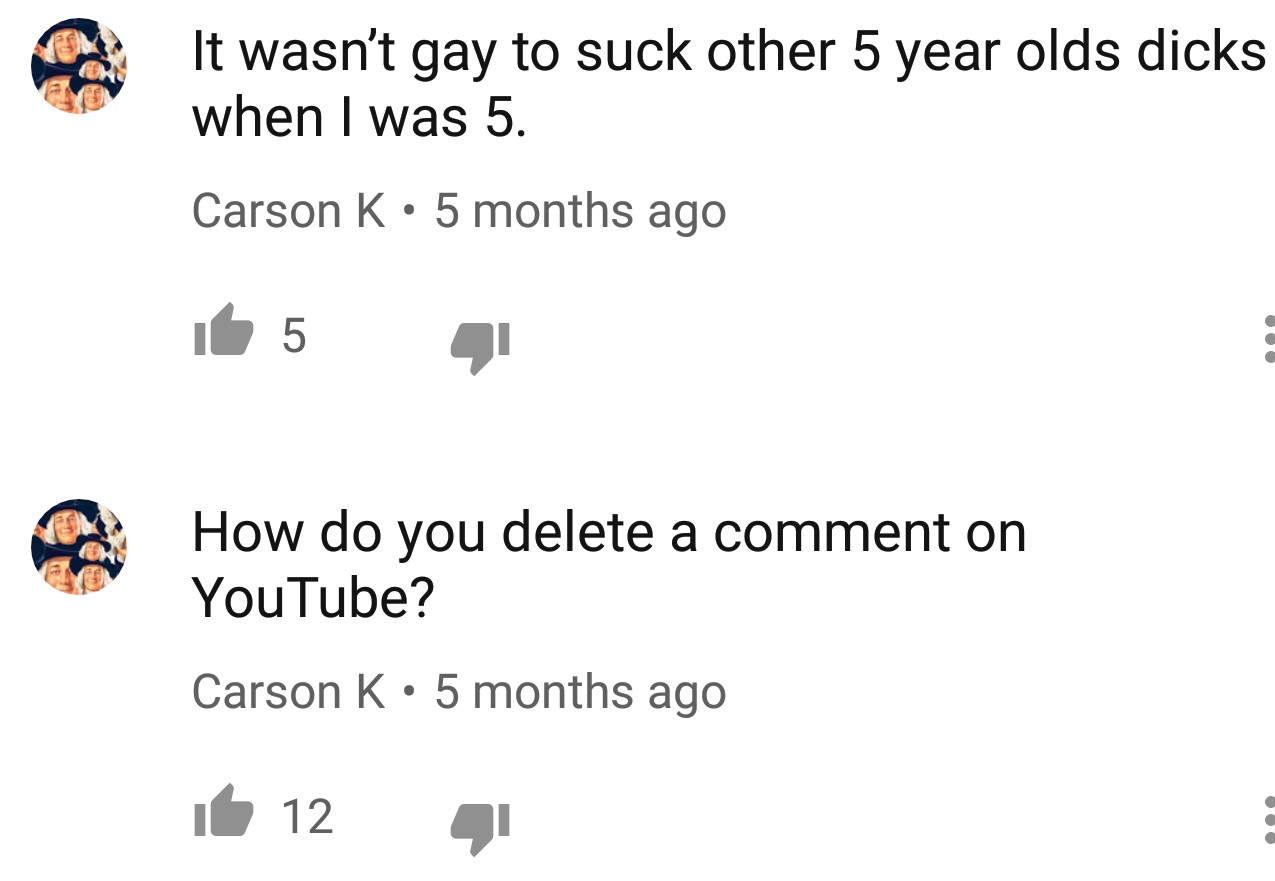 It wasn’t gay to suck other 5 year olds dicks
when I was 5.
Carson K • 5 months ago
5
How do you delete a comment on
YouTube?
Carson K • 5 months ago
12